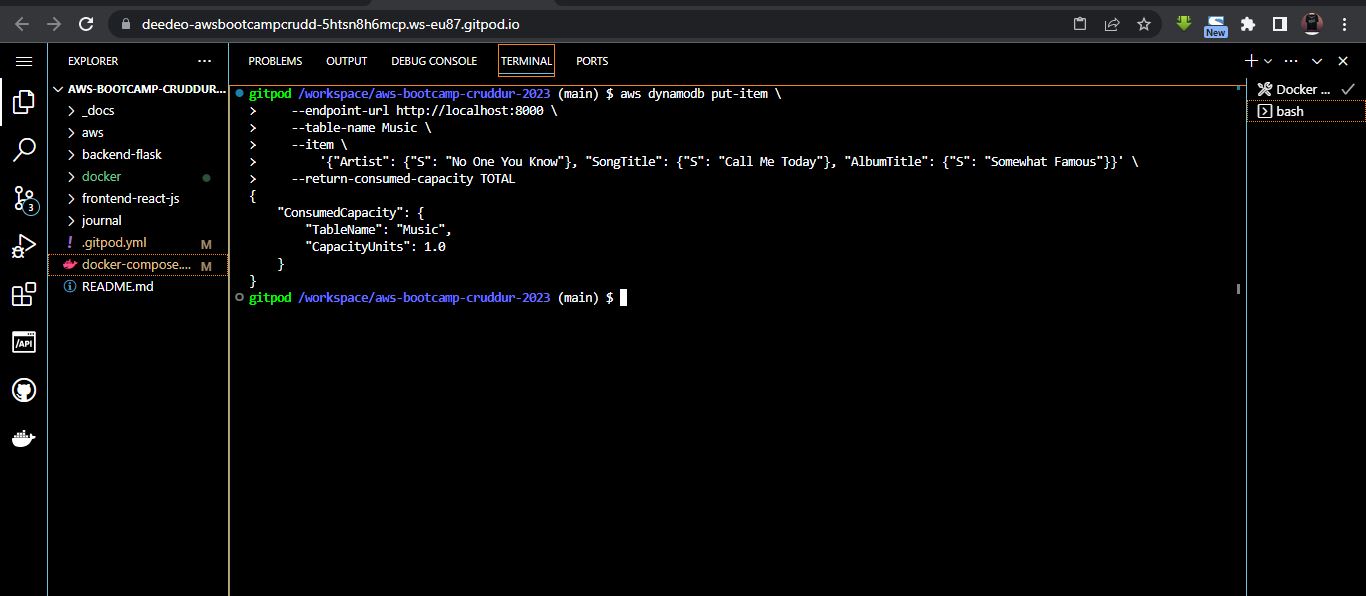 deedeo-awsbootcampcrudd-5htsn8h6mcp.ws-eu87.gitpod.io
New
EXPLORER
PROBLEMS OUTPUT DEBUG CONSOLE TERMINAL PORTS
AWS-BOOTCAMP-CRUDDUR...
_docs
aws
backend-flask
docker
frontend-react-js
journal
! .gitpod.yml M
docker-compose.... M
README.md
3
/API
gitpod /workspace/aws-bootcamp-cruddur-2023 (main) $ aws dynamodb put-item \
> --endpoint-url http://localhost:8000 \
> --table-name Music \
> --item \
> '{"Artist": {"S": "No One You Know"}, "SongTitle": {"S": "Call Me Today"}, "AlbumTitle": {"S": "Somewhat Famous"}}' \
> --return-consumed-capacity TOTAL
{
"ConsumedCapacity": {
"TableName": "Music",
"CapacityUnits": 1.0
}
}
gitpod /workspace/aws-bootcamp-cruddur-2023 (main) $
Docker ...
bash